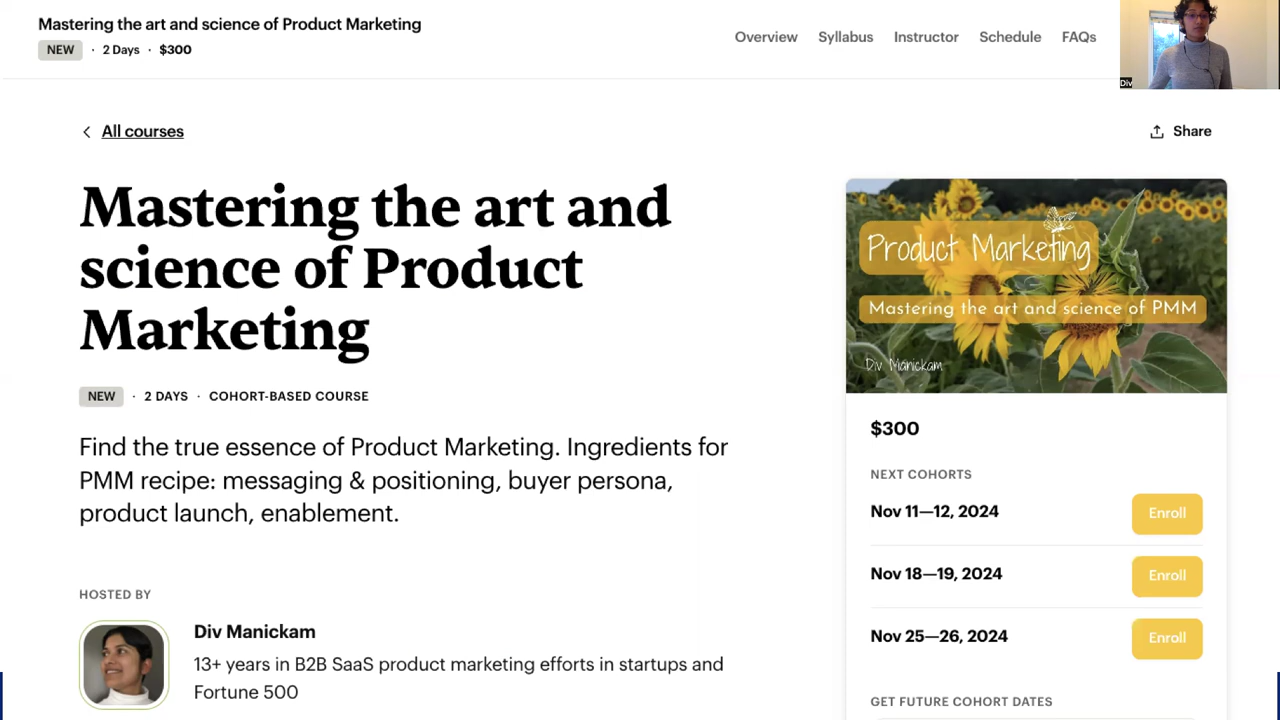 Mastering the art and science of Product Marketing
NEW · 2 Days · $300
Overview Syllabus Instructor Schedule FAQs
Div
All courses
Share
Mastering the art and
science of Product
Marketing
NEW · 2 DAYS · COHORT-BASED COURSE
Find the true essence of Product Marketing. Ingredients for
PMM recipe: messaging & positioning, buyer persona,
product launch, enablement.
HOSTED BY
Div Manickam
13+ years in B2B SaaS product marketing efforts in startups and
Fortune 500
Product Marketing
Mastering the art and science of PMM
Div Manickam
$300
NEXT COHORTS
Nov 11—12, 2024 Enroll
Nov 18—19, 2024 Enroll
Nov 25—26, 2024 Enroll
GET FUTURE COHORT DATES